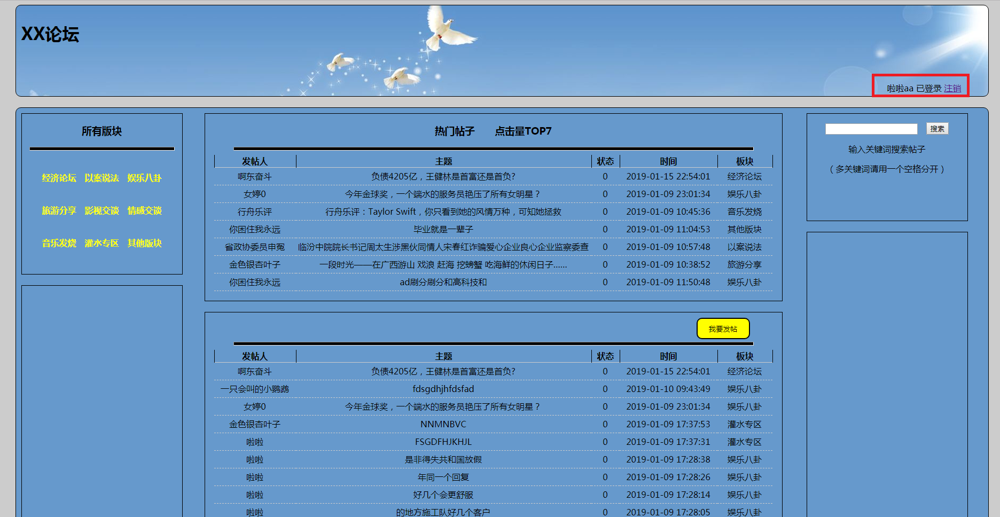 XX论坛
啦啦aa 已登录 注销
所有版块
经济论坛 以案说法 娱乐八卦
旅游分享 影视交谈 情感交谈
音乐发烧 灌水专区 其他版块
热门帖子 点击量TOP7
发帖人 主题 状态 时间 板块
啊东奋斗 负债4205亿，王健林是首富还是首负? 0 2019-01-15 22:54:01 经济论坛
女婷0 今年金球奖，一个端水的服务员艳压了所有女明星？ 0 2019-01-09 23:01:34 娱乐八卦
行舟乐评 行舟乐评：Taylor Swift，你只看到她的风情万种，可知她拯救 0 2019-01-09 10:45:36 音乐发烧
你困住我永远 毕业就是一辈子 0 2019-01-09 11:04:53 其他版块
省政协委员申冤 临汾中院院长书记周太生涉黑伙同情人宋春红诈骗爱心企业良心企业监察委查 0 2019-01-09 10:57:48 以案说法
金色银杏叶子 一段时光——在广西游山 戏浪 赶海 挖螃蟹 吃海鲜的休闲日子...... 0 2019-01-09 10:38:52 旅游分享
你困住我永远 ad刷分刷分和高科技和 0 2019-01-09 11:50:48 娱乐八卦
我要发帖
发帖人 主题 状态 时间 板块
啊东奋斗 负债4205亿，王健林是首富还是首负? 0 2019-01-15 22:54:01 经济论坛
一只会叫的小鹦鹉 fdsgdhjhfdsfad 0 2019-01-10 09:43:49 娱乐八卦
女婷0 今年金球奖，一个端水的服务员艳压了所有女明星？ 0 2019-01-09 23:01:34 娱乐八卦
金色银杏叶子 NNMNBVC 0 2019-01-09 17:37:53 灌水专区
啦啦 FSGDFHJKHJL 0 2019-01-09 17:37:31 灌水专区
啦啦 是非得失共和国放假 0 2019-01-09 17:28:38 娱乐八卦
啦啦 年同一个回复 0 2019-01-09 17:28:26 娱乐八卦
啦啦 好几个会更舒服 0 2019-01-09 17:28:14 娱乐八卦
啦啦 的地方施工队好几个客户 0 2019-01-09 17:28:05 娱乐八卦
搜索
输入关键词搜索帖子
（多关键词请用一个空格分开）